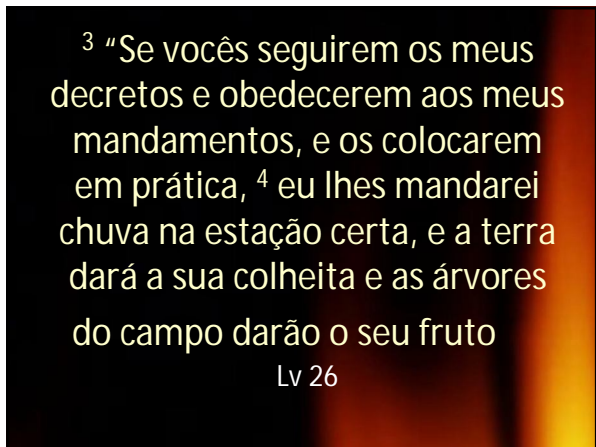 ³ “Se vocês seguirem os meus
decretos e obedecerem aos meus
mandamentos, e os colocarem
em prática, ⁴ eu lhes mandarei
chuva na estação certa, e a terra
dará a sua colheita e as árvores
do campo darão o seu fruto
Lv 26